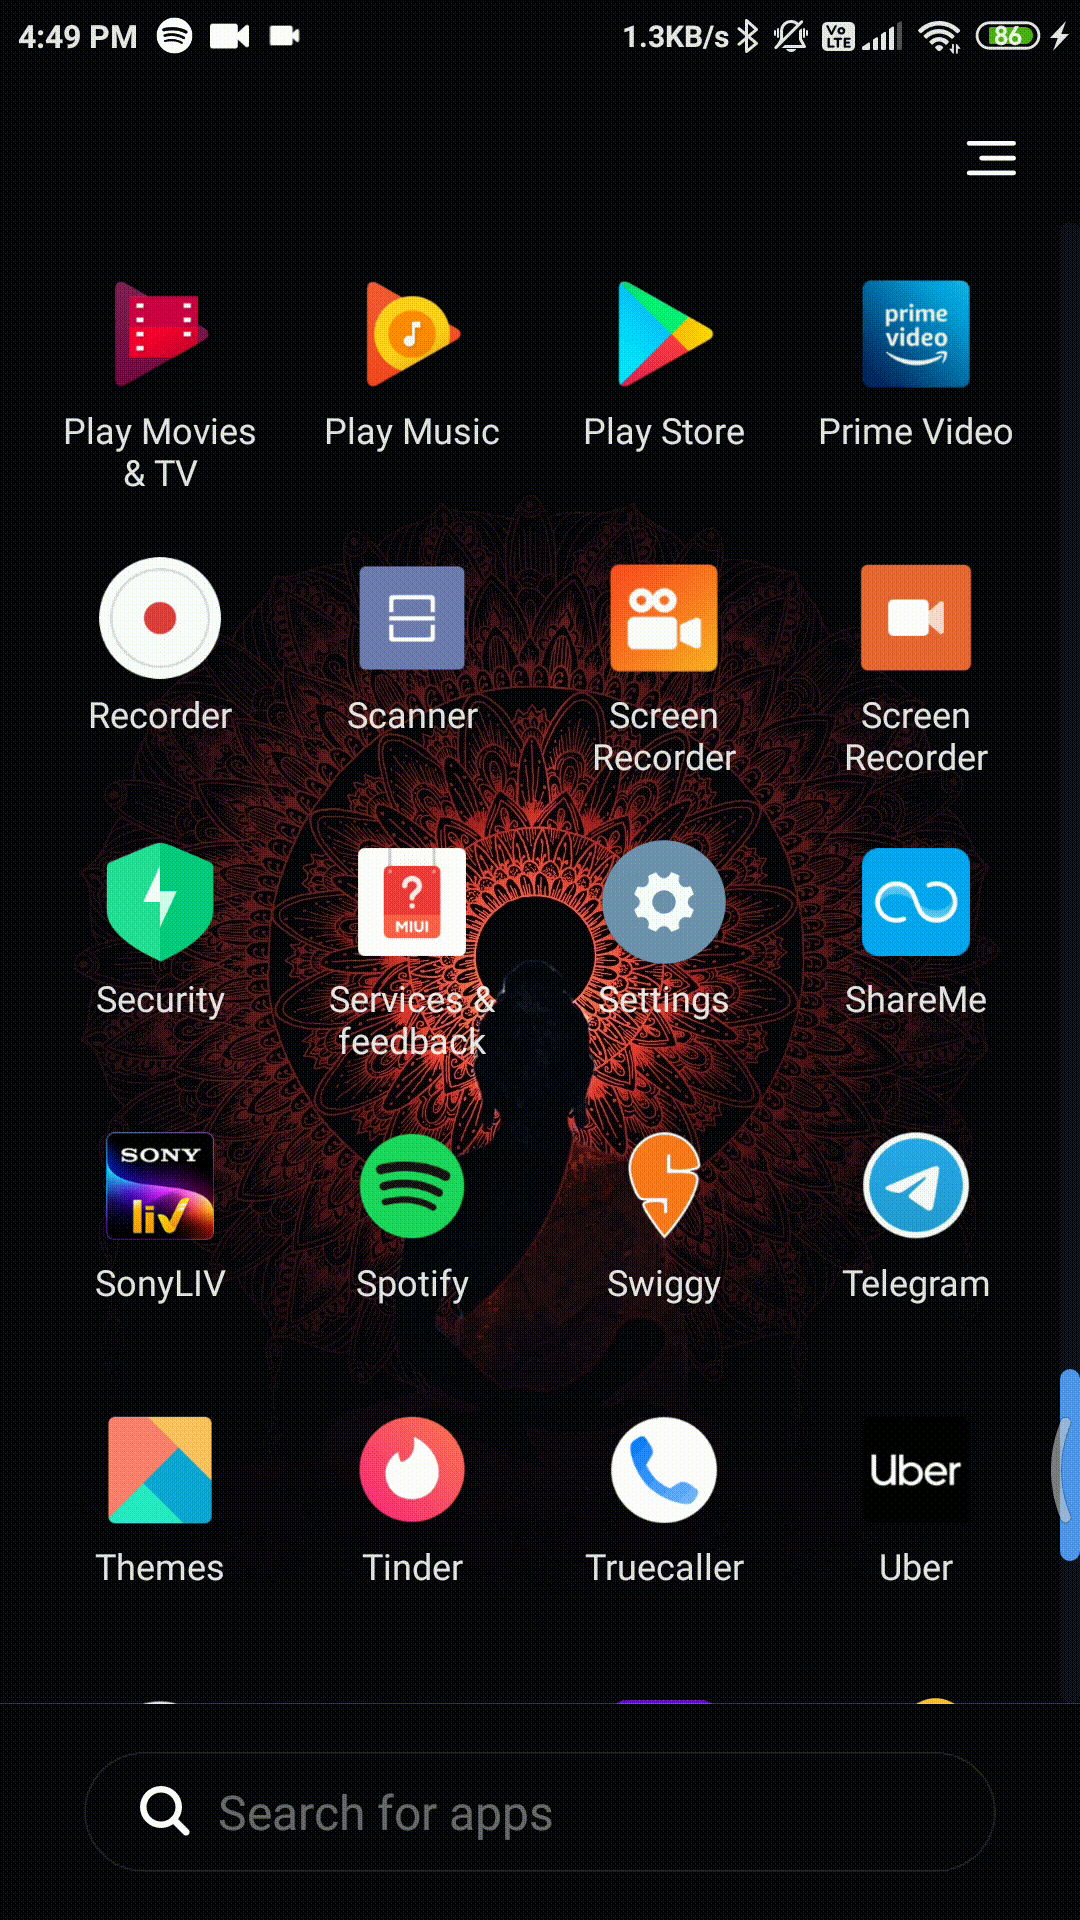 4:49 PM 1.3KB/s Vo LTE 86
prime video
Play Movies & TV
Play Music
Play Store
Prime Video
Recorder
Scanner
Screen Recorder
Screen Recorder
?
MIUI
Security
Services & feedback
Settings
ShareMe
SONY
liv
SonyLIV
Spotify
Swiggy
Telegram
Uber
Themes
Tinder
Truecaller
Uber
Search for apps